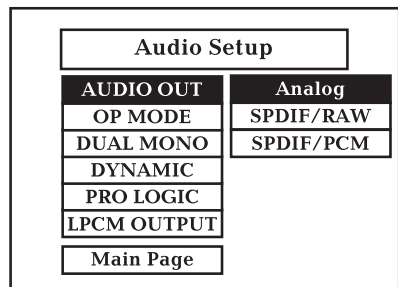 Audio Setup
AUDIO OUT
Analog
OP MODE
SPDIF/RAW
DUAL MONO
SPDIF/PCM
DYNAMIC
PRO LOGIC
LPCM OUTPUT
Main Page